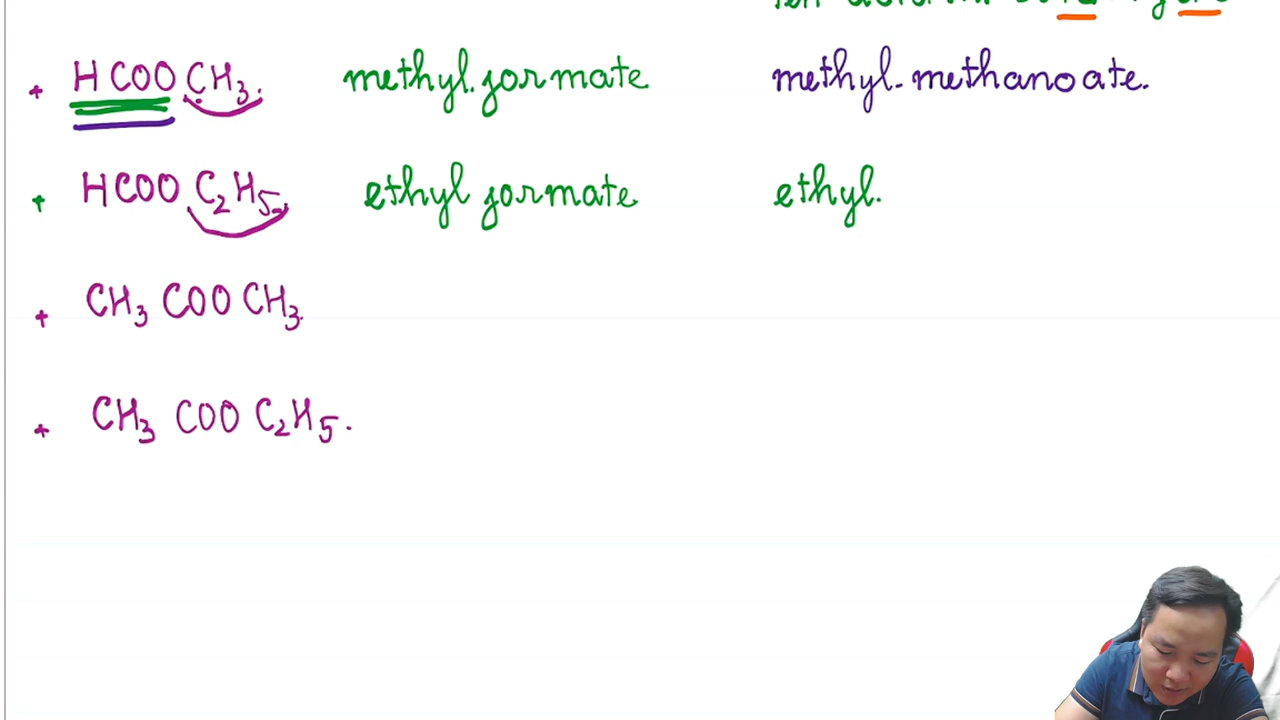 + HCOOCH₃. methyl.formate methyl-methanoate.
+ HCOOC₂H₅ ethyl formate ethyl.
+ CH₃COOCH₃.
+ CH₃COOC₂H₅.